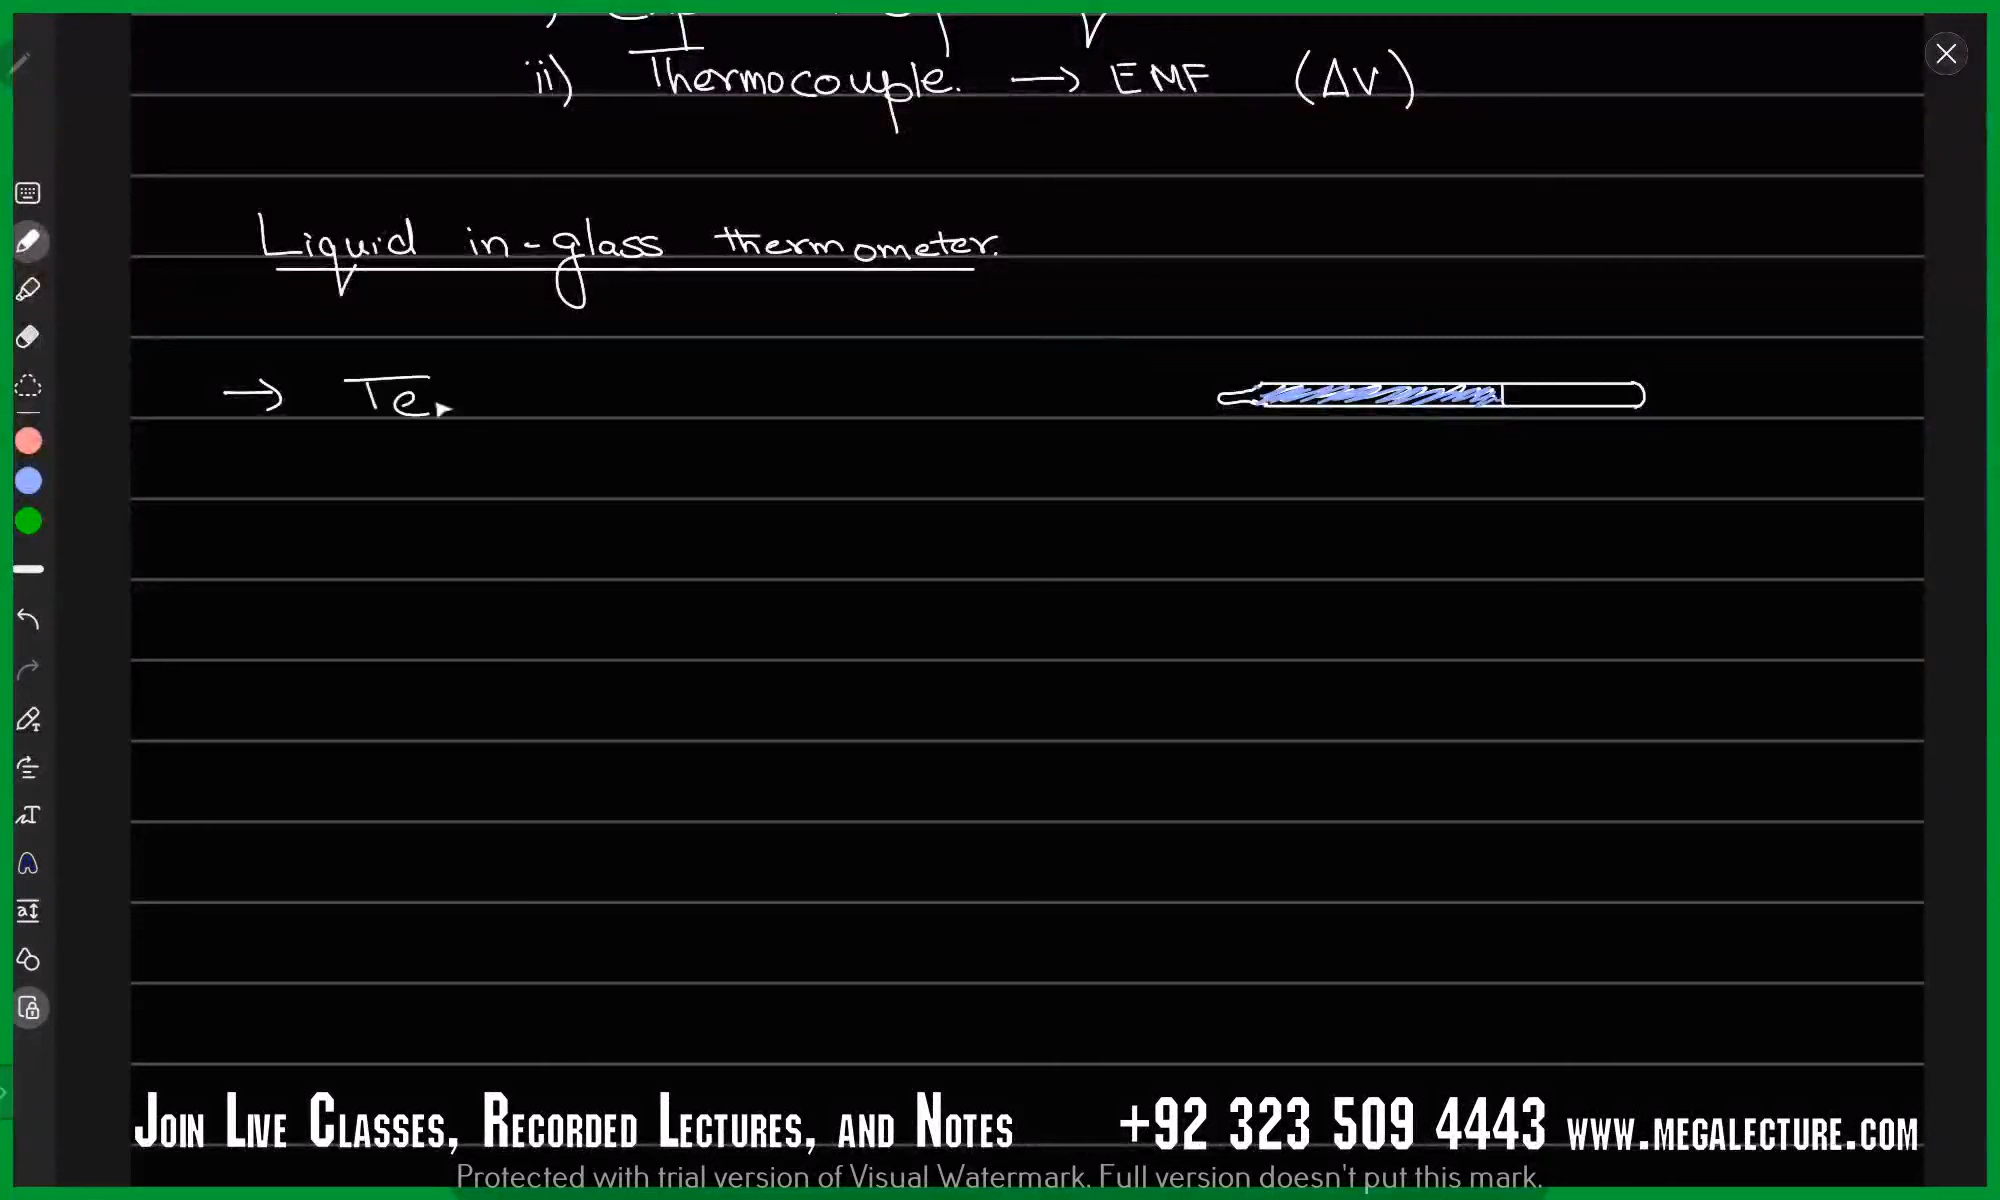 ii) Thermocouple. → EMF (ΔV)
Liquid in-glass thermometer.
→ Te
JOIN LIVE CLASSES, RECORDED LECTURES, AND NOTES +92 323 509 4443 WWW.MEGALECTURE.COM
Protected with trial version of Visual Watermark. Full version doesn't put this mark.